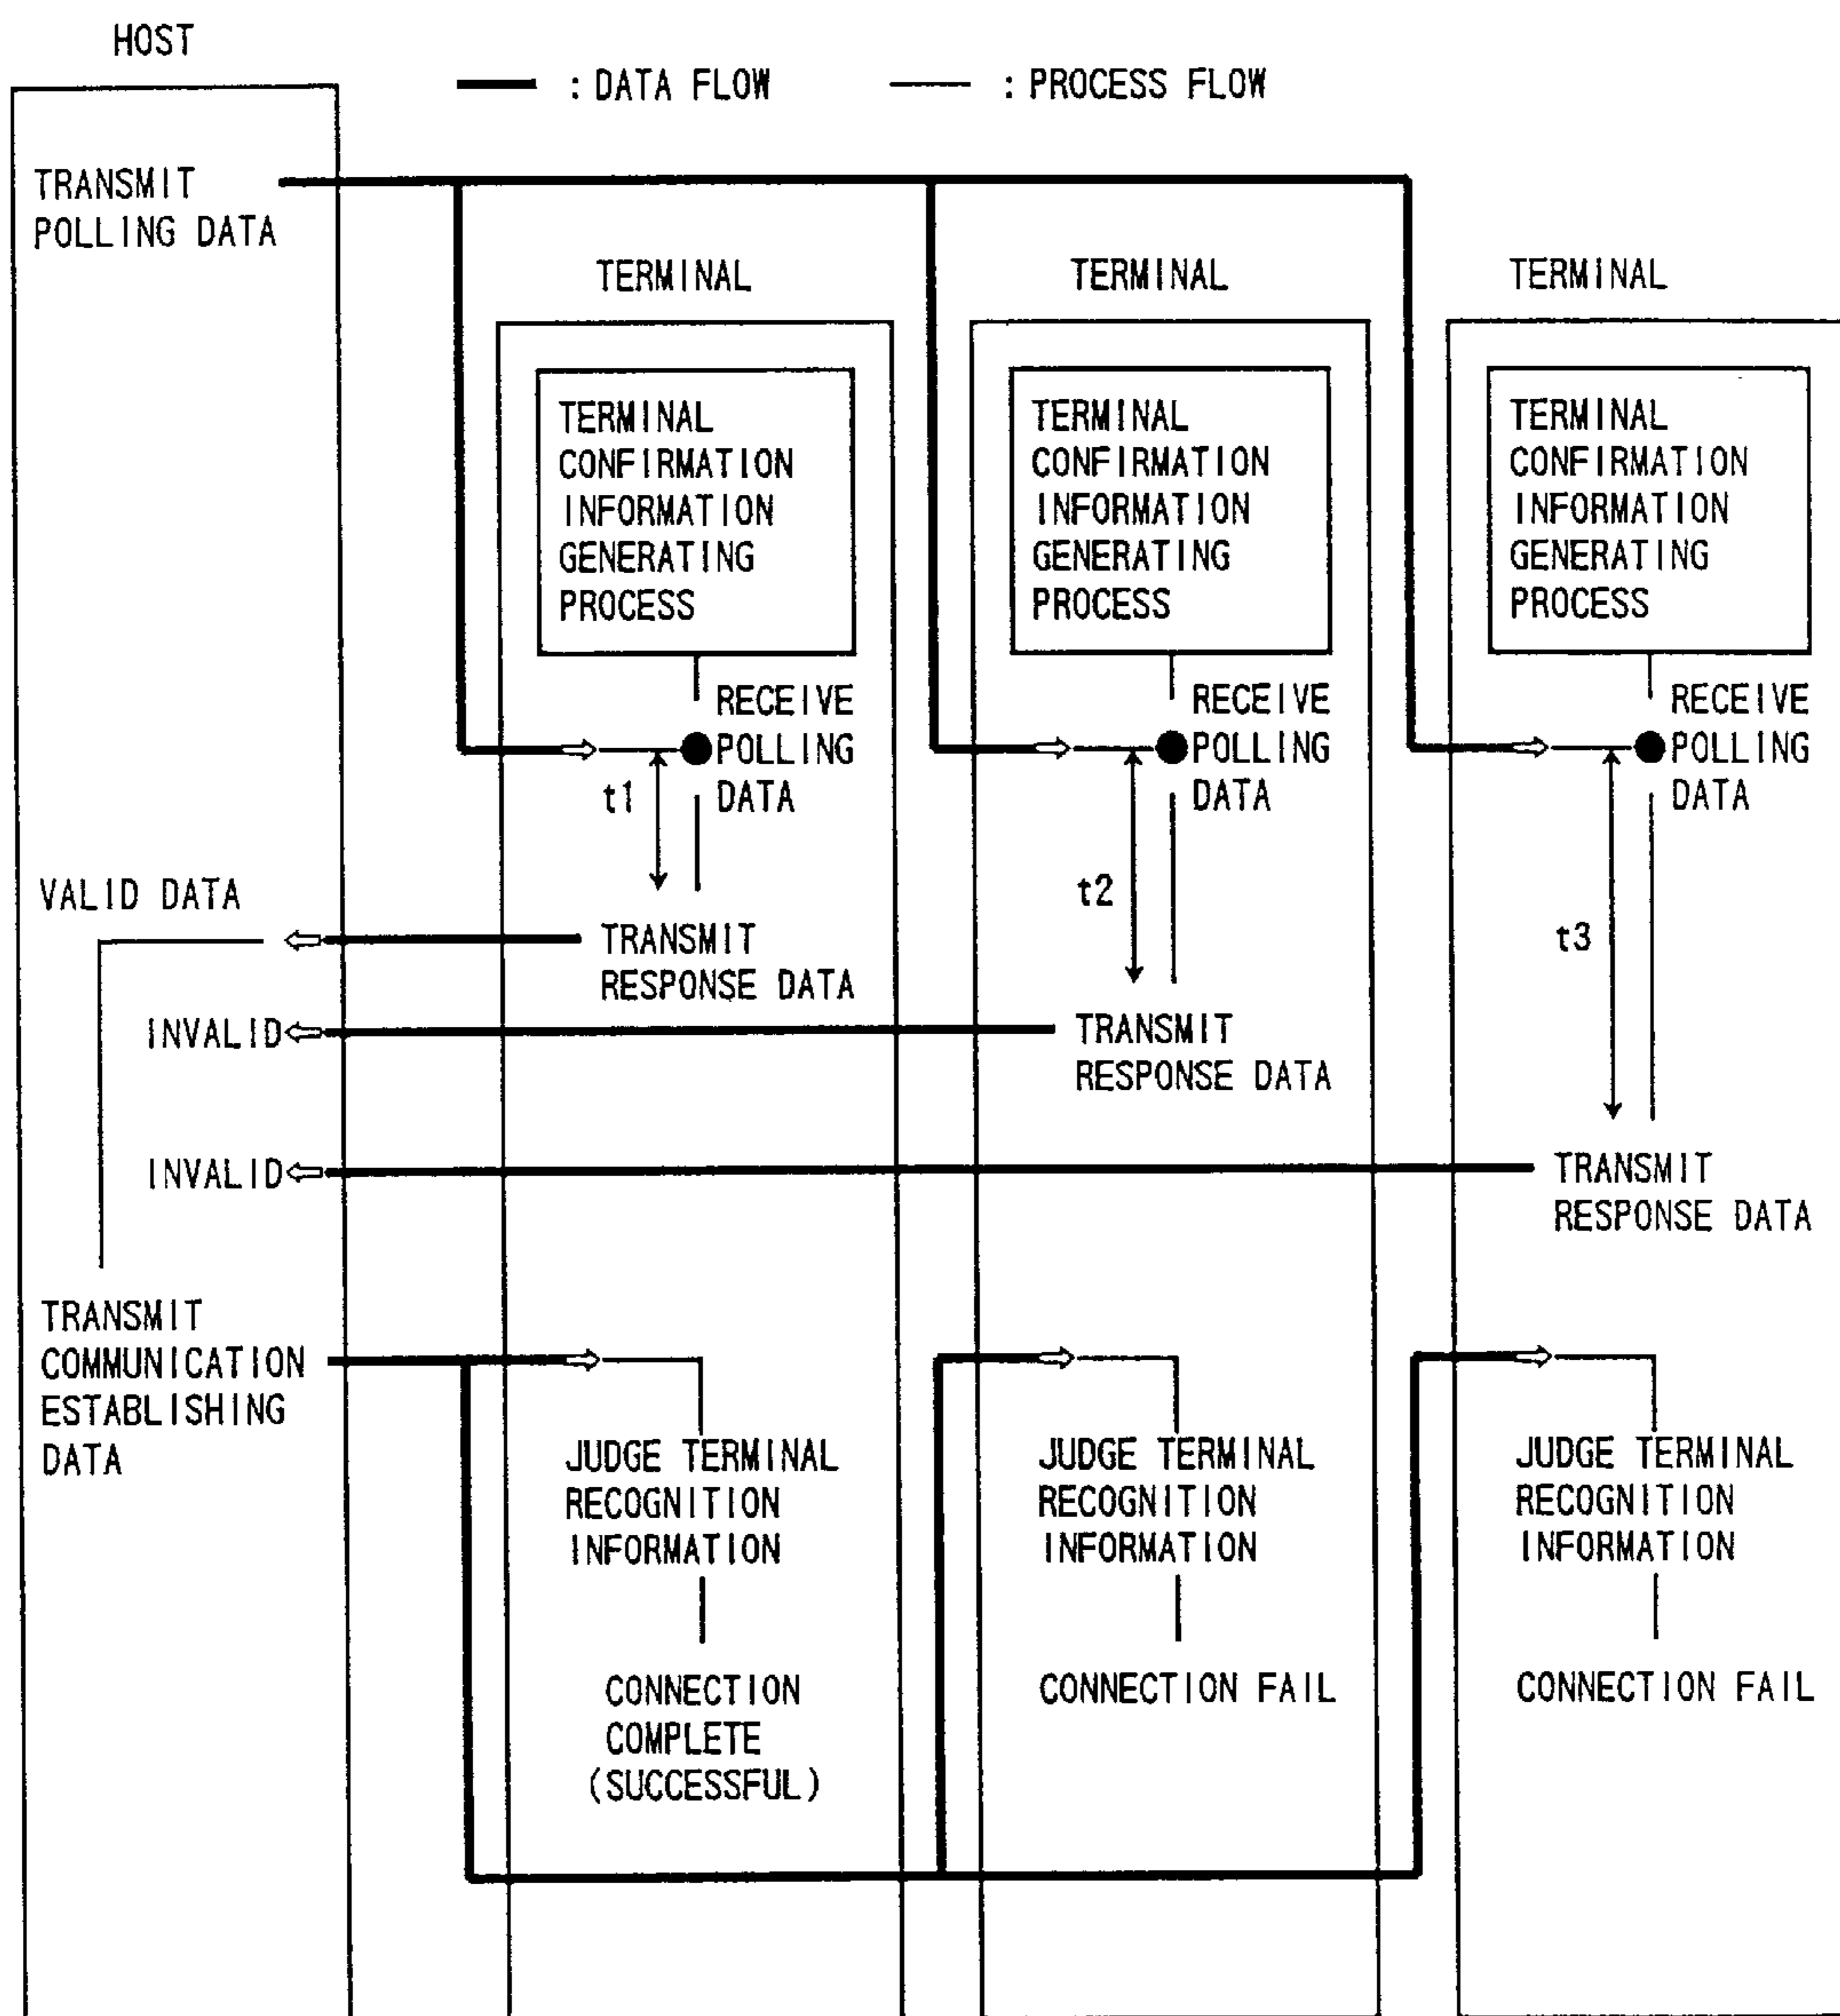 HOST
: DATA FLOW
: PROCESS FLOW
TRANSMIT
POLLING DATA
TERMINAL
TERMINAL
TERMINAL
TERMINAL
CONFIRMATION
INFORMATION
GENERATING
PROCESS
TERMINAL
CONFIRMATION
INFORMATION
GENERATING
PROCESS
TERMINAL
CONFIRMATION
INFORMATION
GENERATING
PROCESS
RECEIVE
POLLING
DATA
t1
RECEIVE
POLLING
DATA
t2
RECEIVE
POLLING
DATA
t3
VALID DATA
TRANSMIT
RESPONSE DATA
INVALID
TRANSMIT
RESPONSE DATA
INVALID
TRANSMIT
RESPONSE DATA
TRANSMIT
COMMUNICATION
ESTABLISHING
DATA
JUDGE TERMINAL
RECOGNITION
INFORMATION
JUDGE TERMINAL
RECOGNITION
INFORMATION
JUDGE TERMINAL
RECOGNITION
INFORMATION
CONNECTION
COMPLETE
(SUCCESSFUL)
CONNECTION FAIL
CONNECTION FAIL